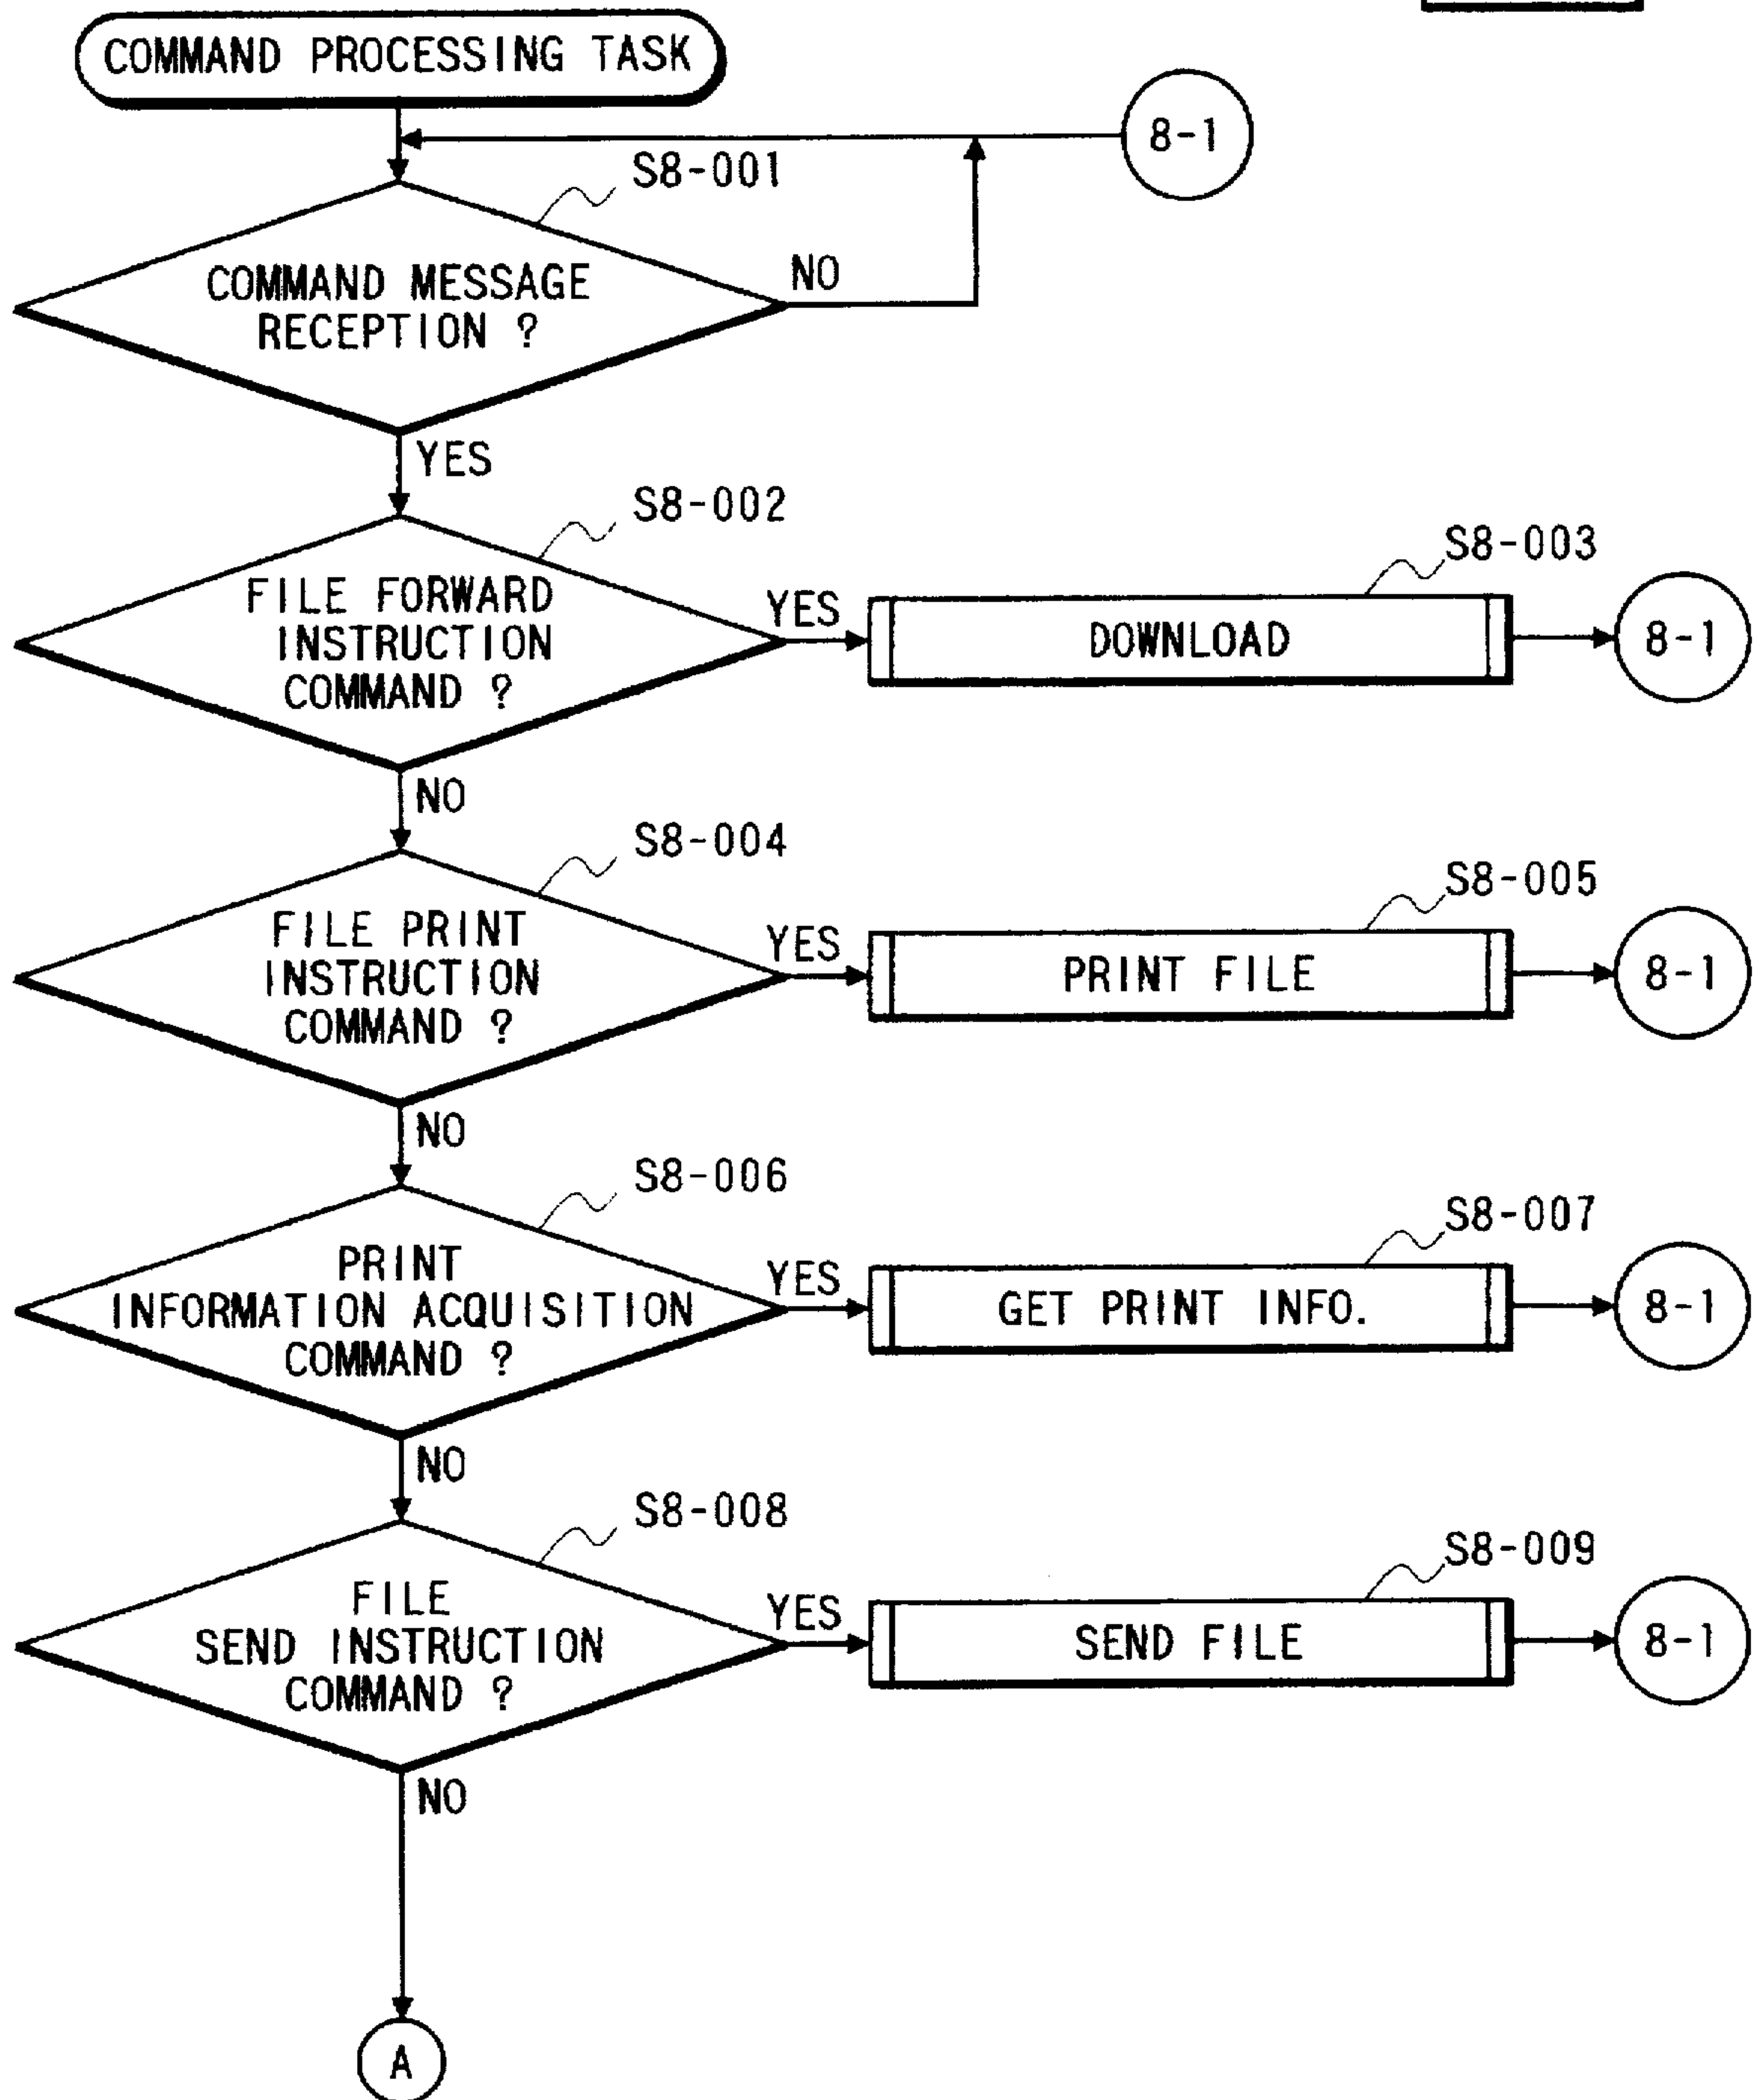 COMMAND PROCESSING TASK
8-1
S8-001
COMMAND MESSAGE
RECEPTION ?
NO
YES
S8-002
FILE FORWARD
INSTRUCTION
COMMAND ?
YES
S8-003
DOWNLOAD
8-1
NO
S8-004
FILE PRINT
INSTRUCTION
COMMAND ?
YES
S8-005
PRINT FILE
8-1
NO
S8-006
PRINT
INFORMATION ACQUISITION
COMMAND ?
YES
S8-007
GET PRINT INFO.
8-1
NO
S8-008
FILE
SEND INSTRUCTION
COMMAND ?
YES
S8-009
SEND FILE
8-1
NO
A